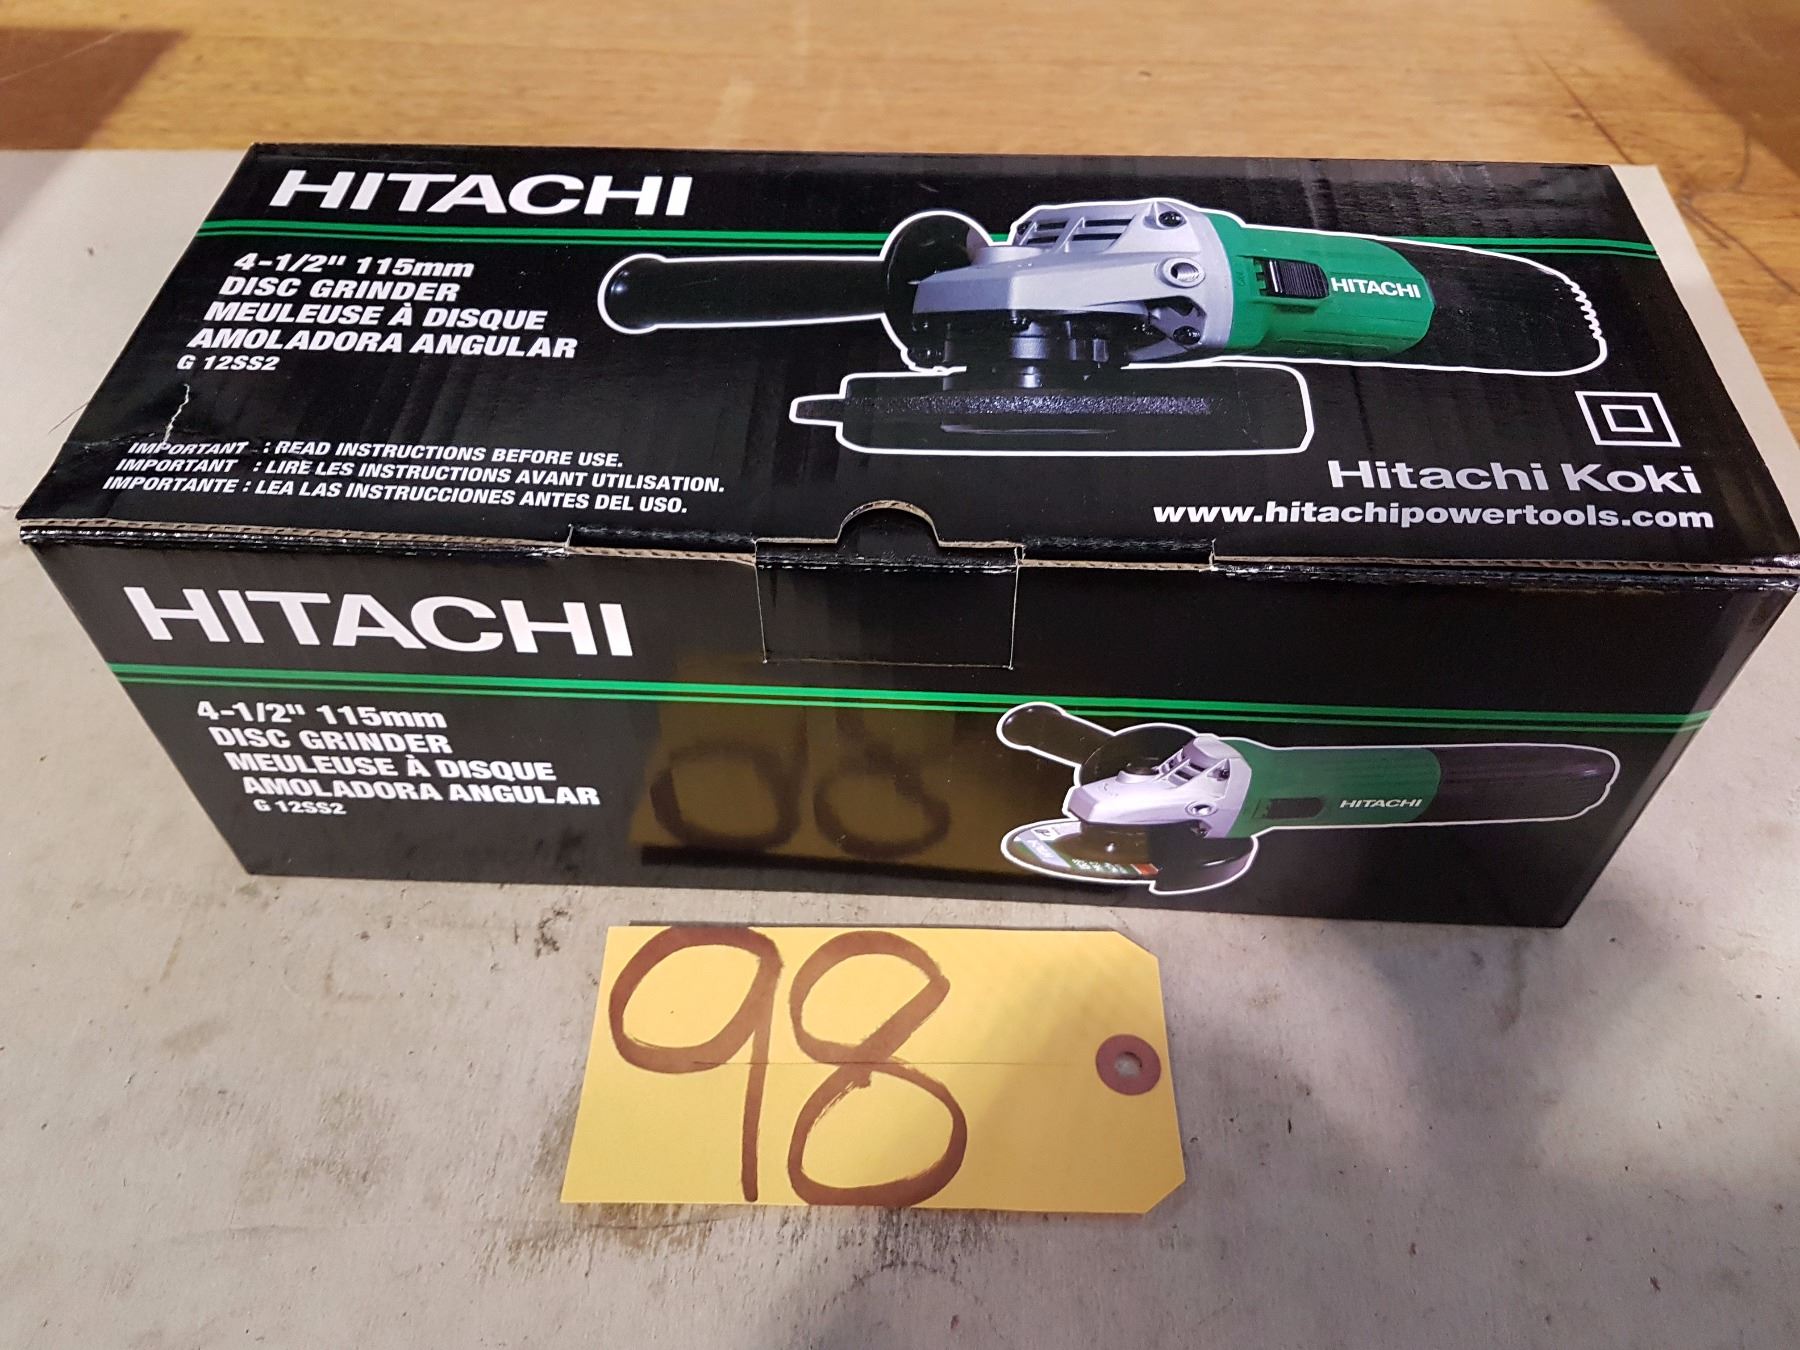 HITACHI
4-1/2" 115mm
DISC GRINDER
MEULEUSE À DISQUE
AMOLADORA ANGULAR
G 12SS2
HITACHI
IMPORTANT : READ INSTRUCTIONS BEFORE USE.
IMPORTANT : LIRE LES INSTRUCTIONS AVANT UTILISATION.
IMPORTANTE : LEA LAS INSTRUCCIONES ANTES DEL USO.
Hitachi Koki
www.hitachipowertools.com
HITACHI
4-1/2" 115mm
DISC GRINDER
MEULEUSE À DISQUE
AMOLADORA ANGULAR
G 12SS2
HITACHI
98